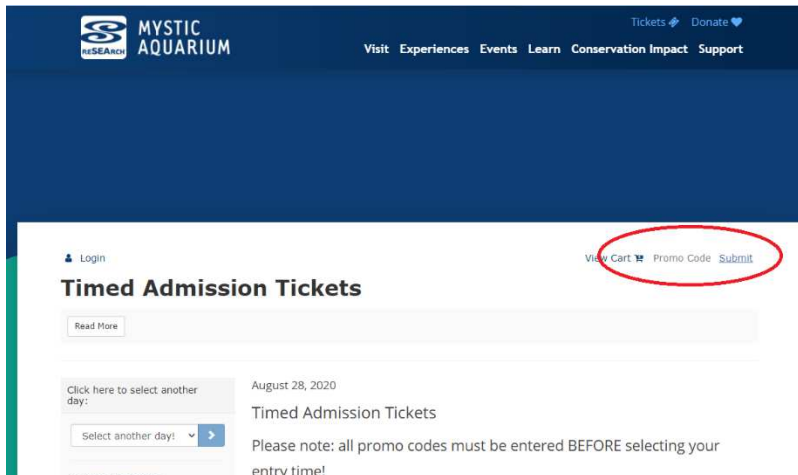 Tickets Donate
MYSTIC
AQUARIUM
ReSEARch
Visit Experiences Events Learn Conservation Impact Support
Login
View Cart Promo Code Submit
Timed Admission Tickets
Read More
Click here to select another
day:
Select another day!
August 28, 2020
Timed Admission Tickets
Please note: all promo codes must be entered BEFORE selecting your
entry time!